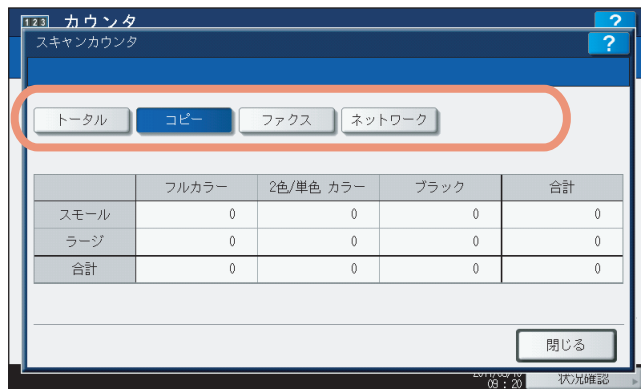 123 カウンタ ?
スキャンカウンタ ?
トータル コピー ファクス ネットワーク
フルカラー 2色/単色 カラー ブラック 合計
スモール 0 0 0 0
ラージ 0 0 0 0
合計 0 0 0 0
閉じる
09:20 状況確認